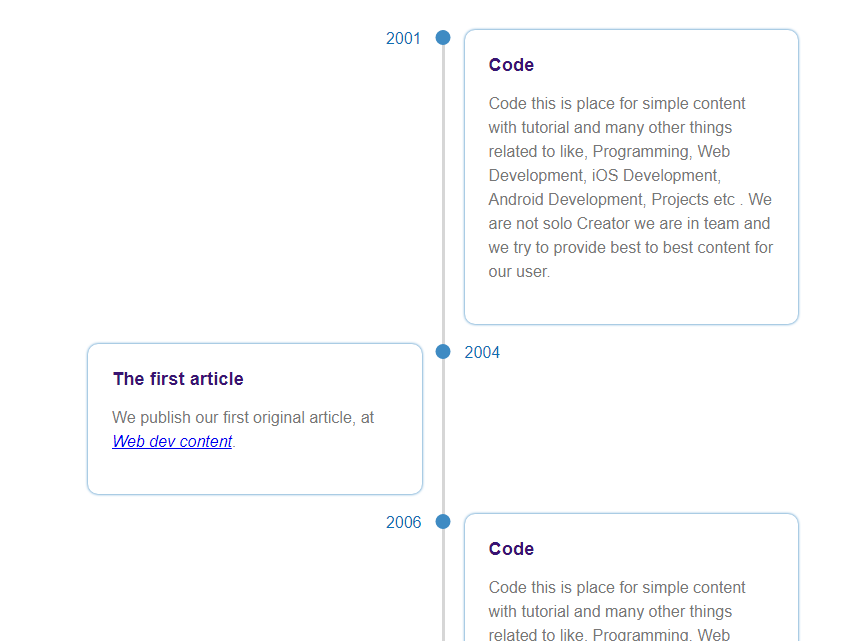 2001
Code
Code this is place for simple content
with tutorial and many other things
related to like, Programming, Web
Development, iOS Development,
Android Development, Projects etc . We
are not solo Creator we are in team and
we try to provide best to best content for
our user.
2004
The first article
We publish our first original article, at
Web dev content.
2006
Code
Code this is place for simple content
with tutorial and many other things
related to like, Programming, Web